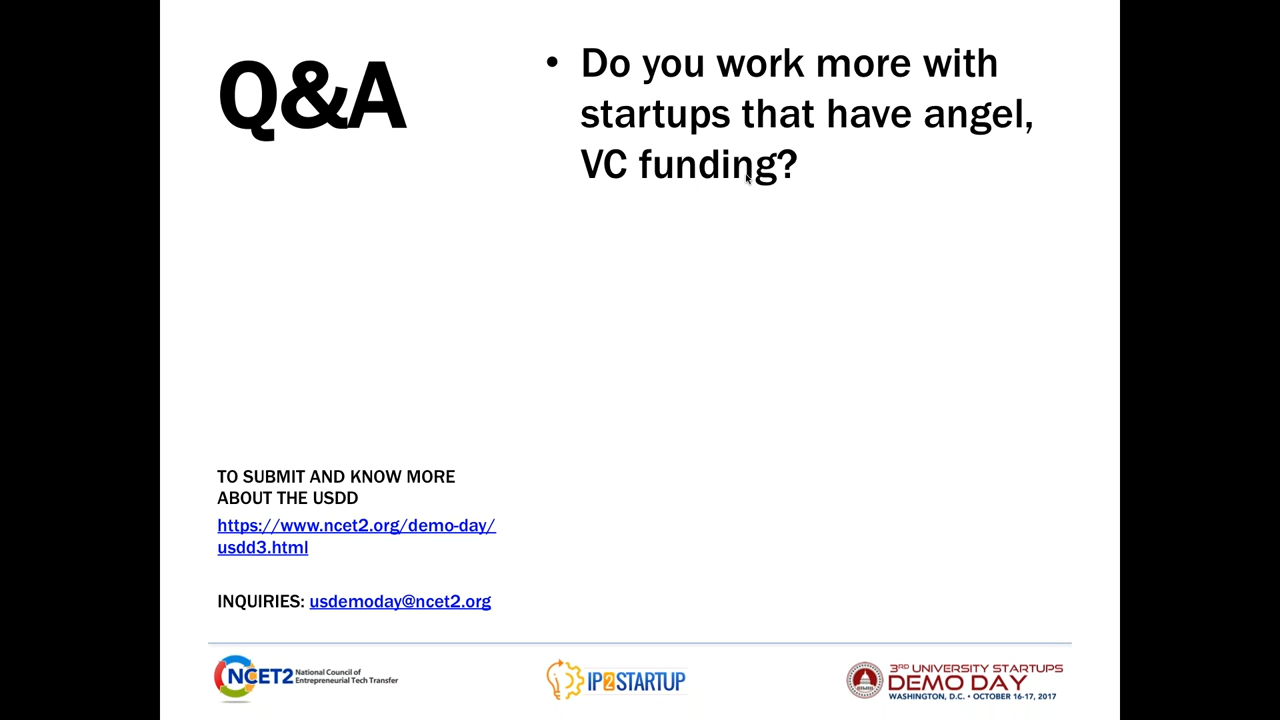 Q&A
• Do you work more with
startups that have angel,
VC funding?
TO SUBMIT AND KNOW MORE
ABOUT THE USDD
https://www.ncet2.org/demo-day/
usdd3.html
INQUIRIES: usdemoday@ncet2.org
NCET2 National Council of
Entrepreneurial Tech Transfer
IP2STARTUP
3RD UNIVERSITY STARTUPS
DEMO DAY
WASHINGTON, D.C. • OCTOBER 16-17, 2017